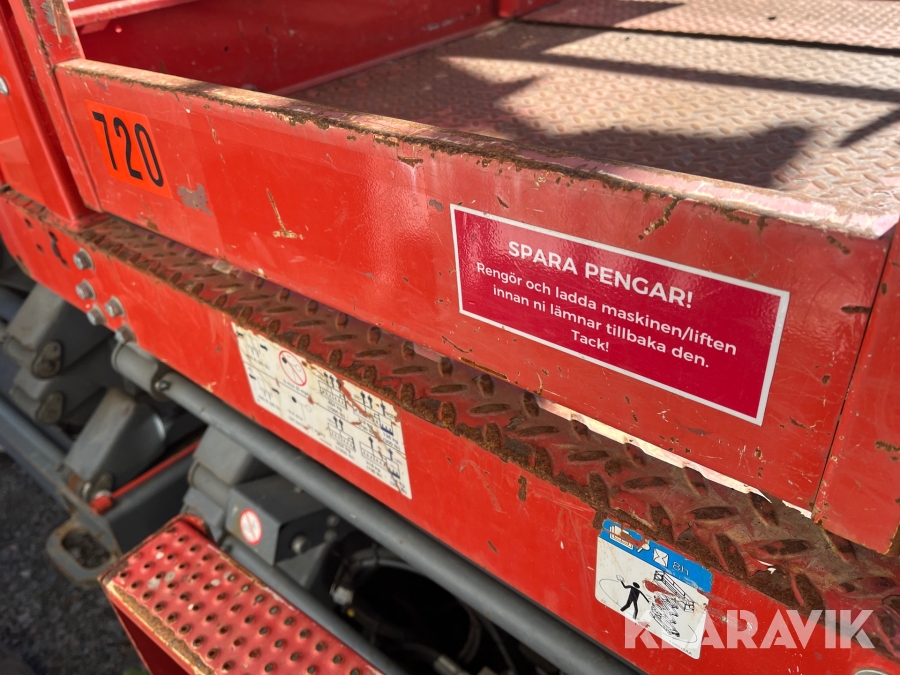 720
SPARA PENGAR!
Rengör och ladda maskinen/liften
innan ni lämnar tillbaka den.
Tack!
8h
KLARAVIK